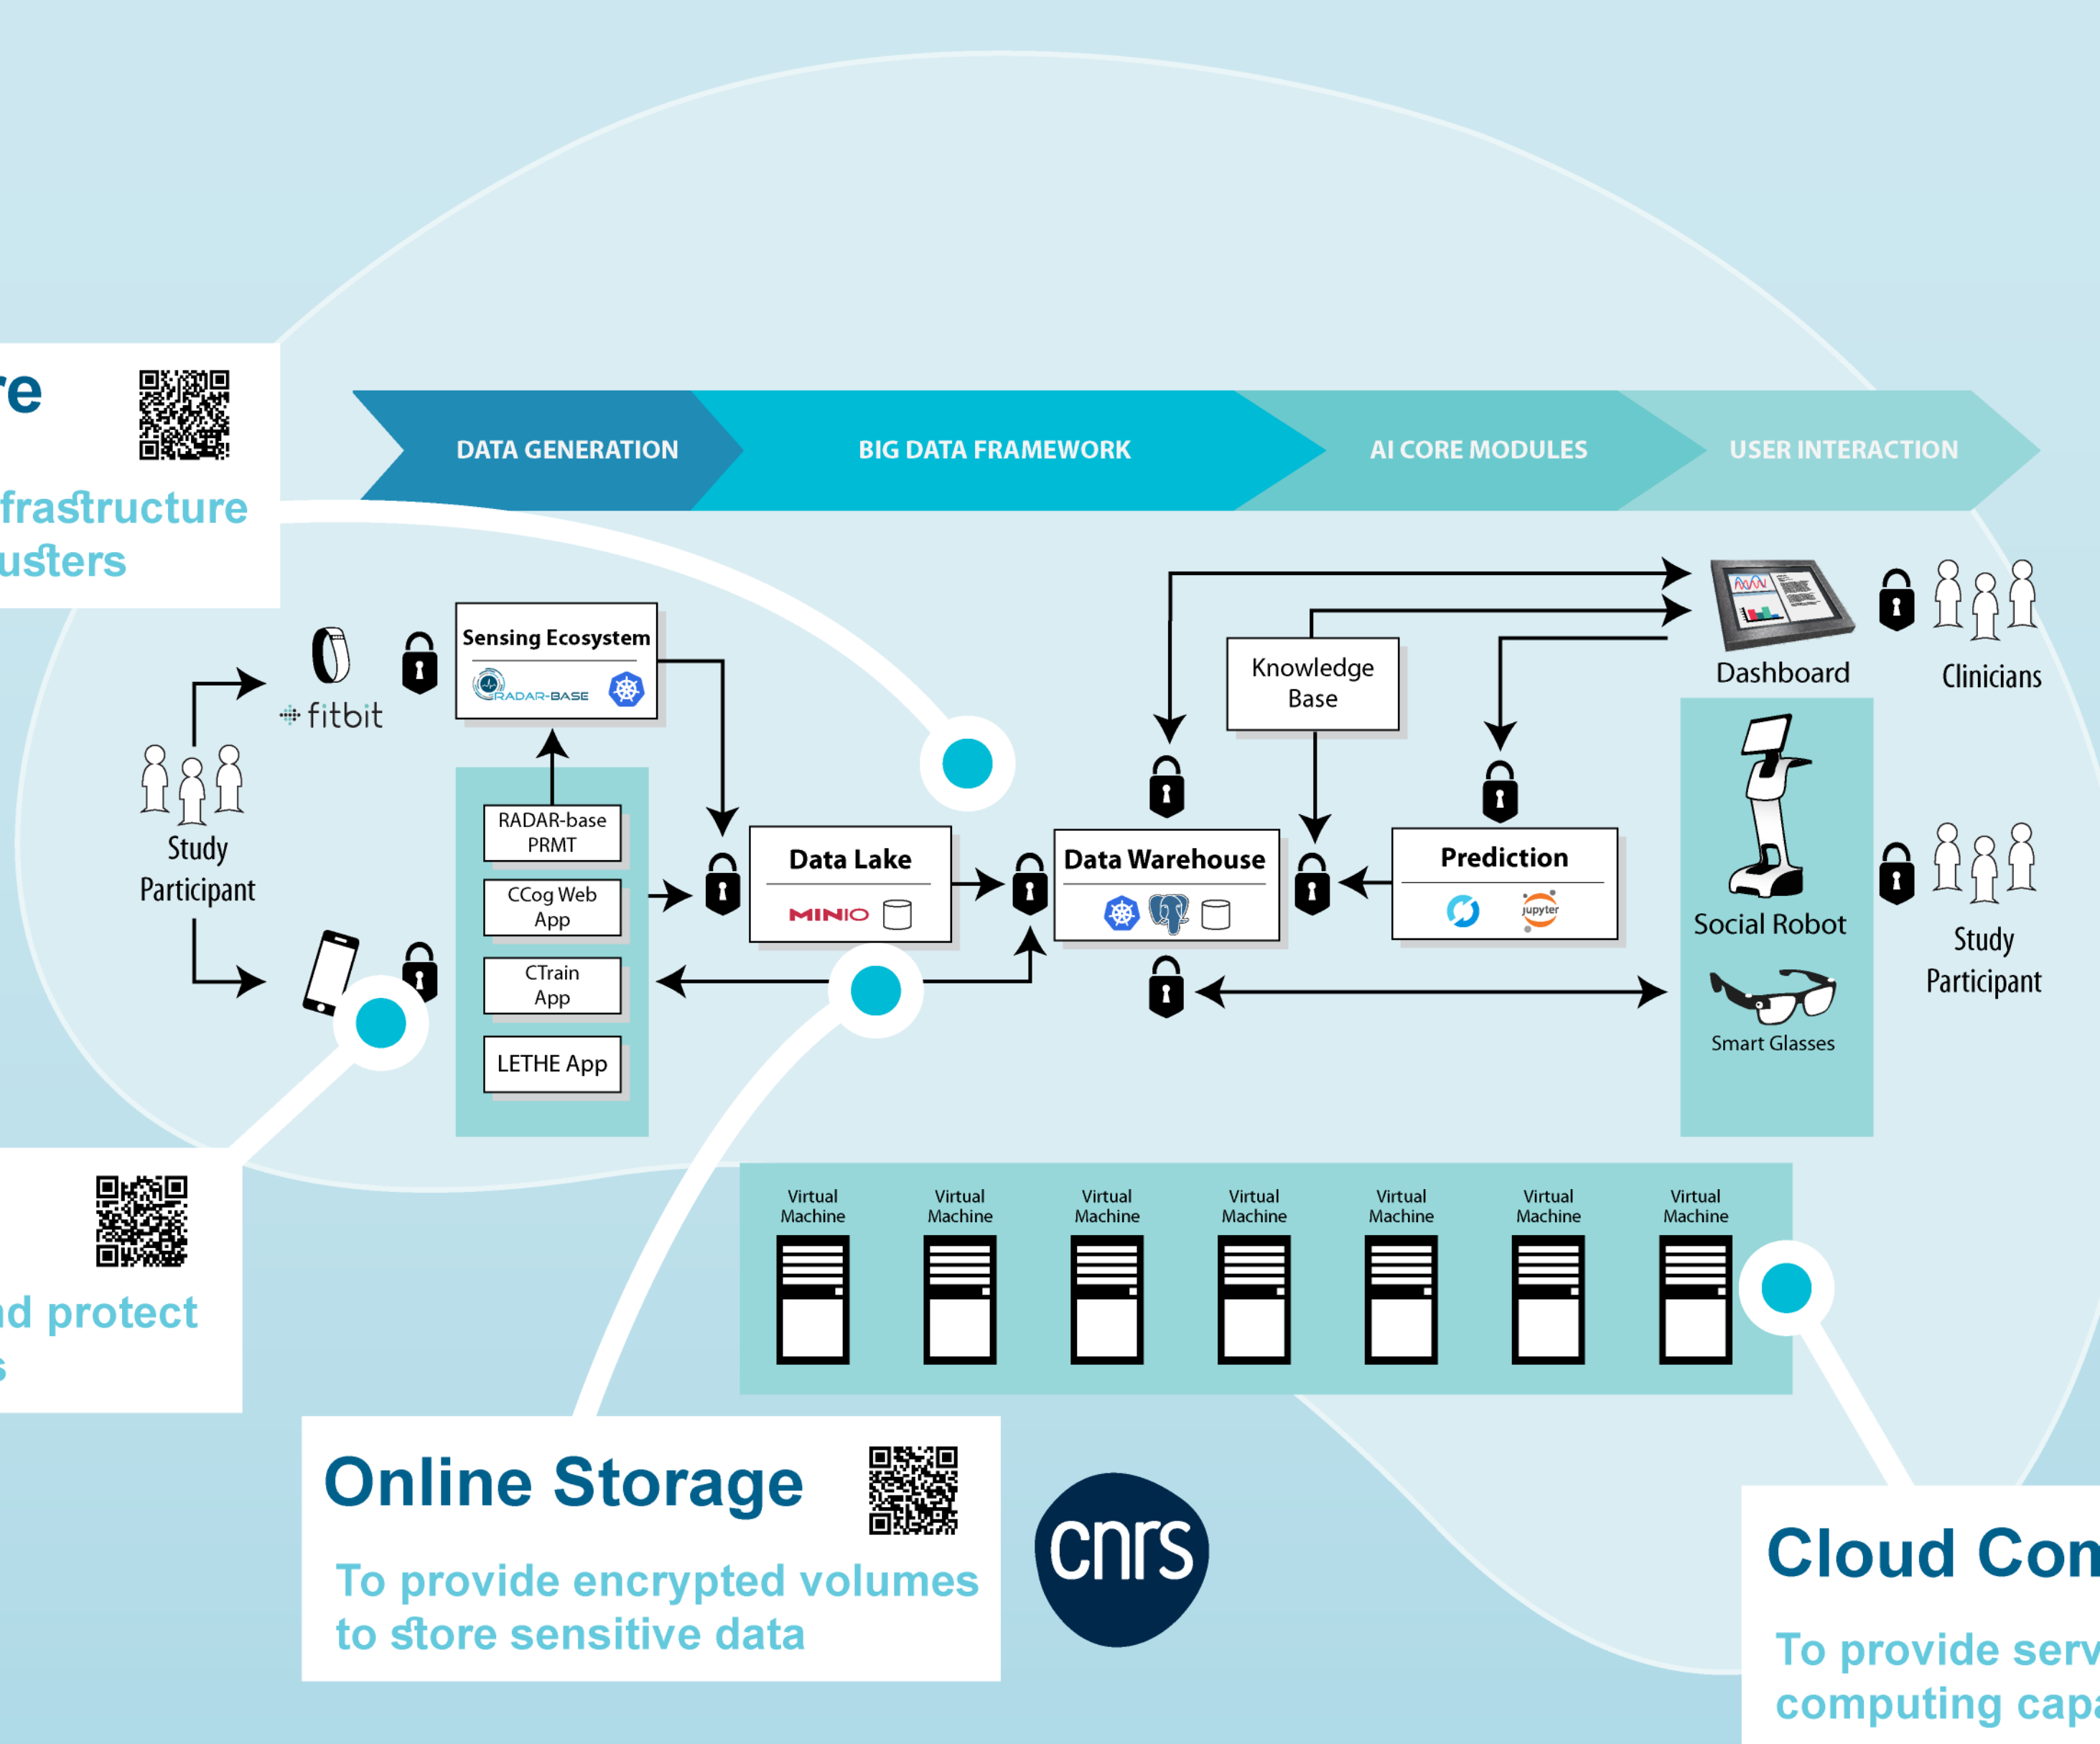 re
frastructure
usters
DATA GENERATION
BIG DATA FRAMEWORK
AI CORE MODULES
USER INTERACTION
fitbit
Study
Participant
Sensing Ecosystem
RADAR-BASE
RADAR-base
PRMT
CCog Web
App
CTrain
App
LETHE App
Data Lake
MINIO
Data Warehouse
Knowledge
Base
Prediction
jupyter
Dashboard
Clinicians
Social Robot
Smart Glasses
Study
Participant
Virtual
Machine
Virtual
Machine
Virtual
Machine
Virtual
Machine
Virtual
Machine
Virtual
Machine
Virtual
Machine
nd protect
s
Online Storage
To provide encrypted volumes
to store sensitive data
cnrs
Cloud Com
To provide serv
computing capa